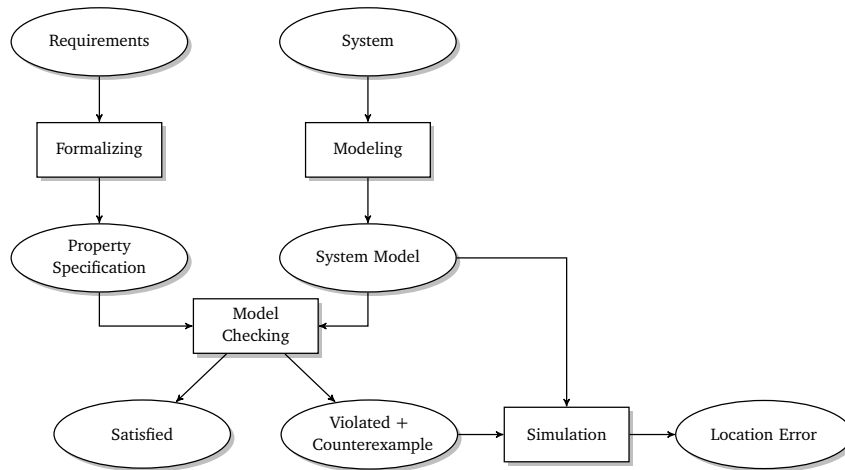 Requirements
System
Formalizing
Modeling
Property
Specification
System Model
Model
Checking
Satisfied
Violated +
Counterexample
Simulation
Location Error